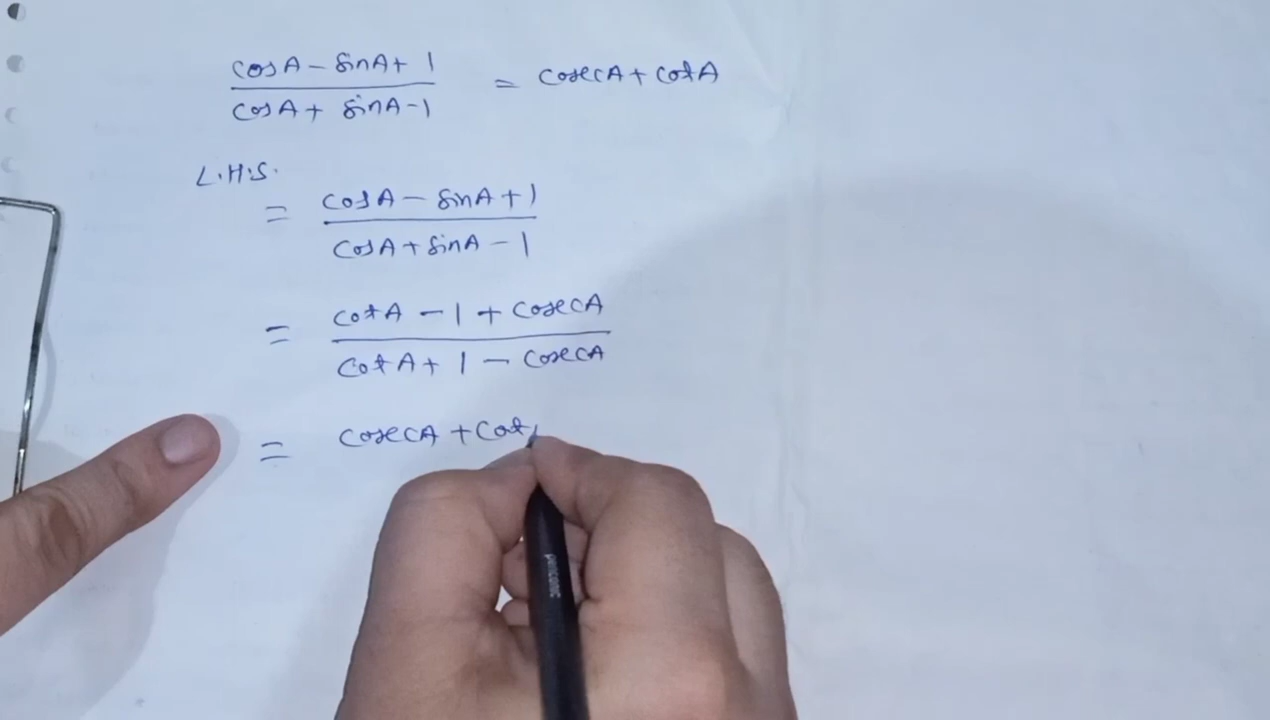 cosA - sinA + 1
cosA + sinA - 1
= cosecA + cotA
L.H.S.
= cosA - sinA + 1
cosA + sinA - 1
= cotA - 1 + cosecA
cotA + 1 - cosecA
= cosecA + cot
penconic